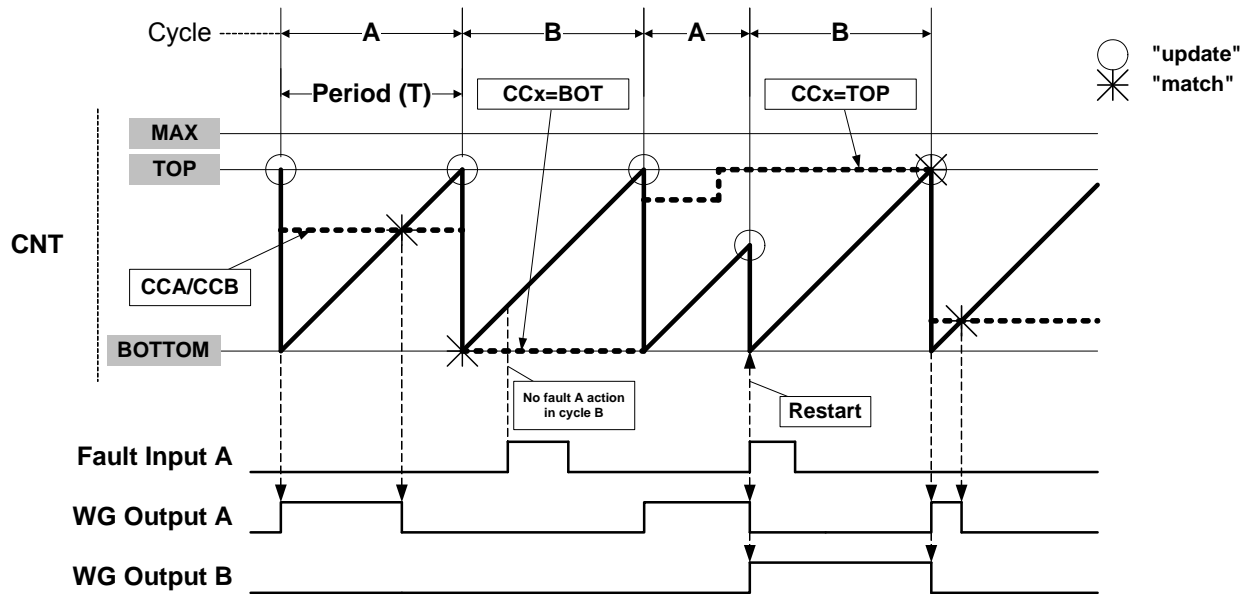 Cycle
A
B
A
B
"update"
"match"
Period (T)
CCx=BOT
CCx=TOP
MAX
TOP
CNT
CCA/CCB
BOTTOM
No fault A action
in cycle B
Restart
Fault Input A
WG Output A
WG Output B